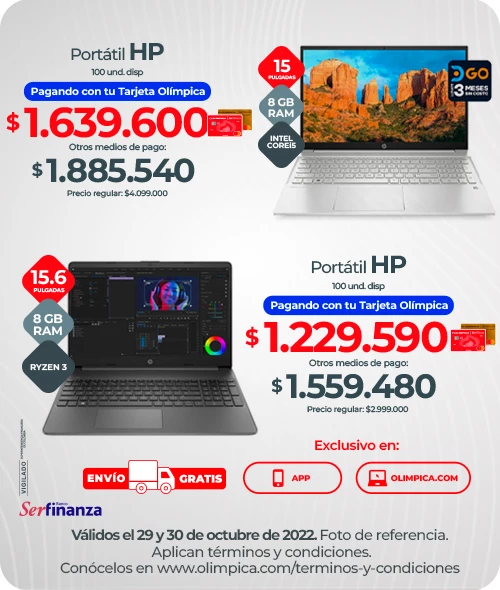 Portátil HP
100 und. disp
Pagando con tu Tarjeta Olímpica
$1.639.600
Otros medios de pago:
$1.885.540
Precio regular: $4.099.000
15
PULGADAS
8 GB
RAM
INTEL
COREi5
DGO
3 MESES
SIN COSTO
hp
15.6
PULGADAS
8 GB
RAM
RYZEN 3
Portátil HP
100 und. disp
Pagando con tu Tarjeta Olímpica
$1.229.590
Otros medios de pago:
$1.559.480
Precio regular: $2.999.000
Exclusivo en:
ENVÍO GRATIS
APP
OLIMPICA.COM
VIGILADO
Banco
Serfinanza
Válidos el 29 y 30 de octubre de 2022. Foto de referencia.
Aplican términos y condiciones.
Conócelos en www.olimpica.com/terminos-y-condiciones